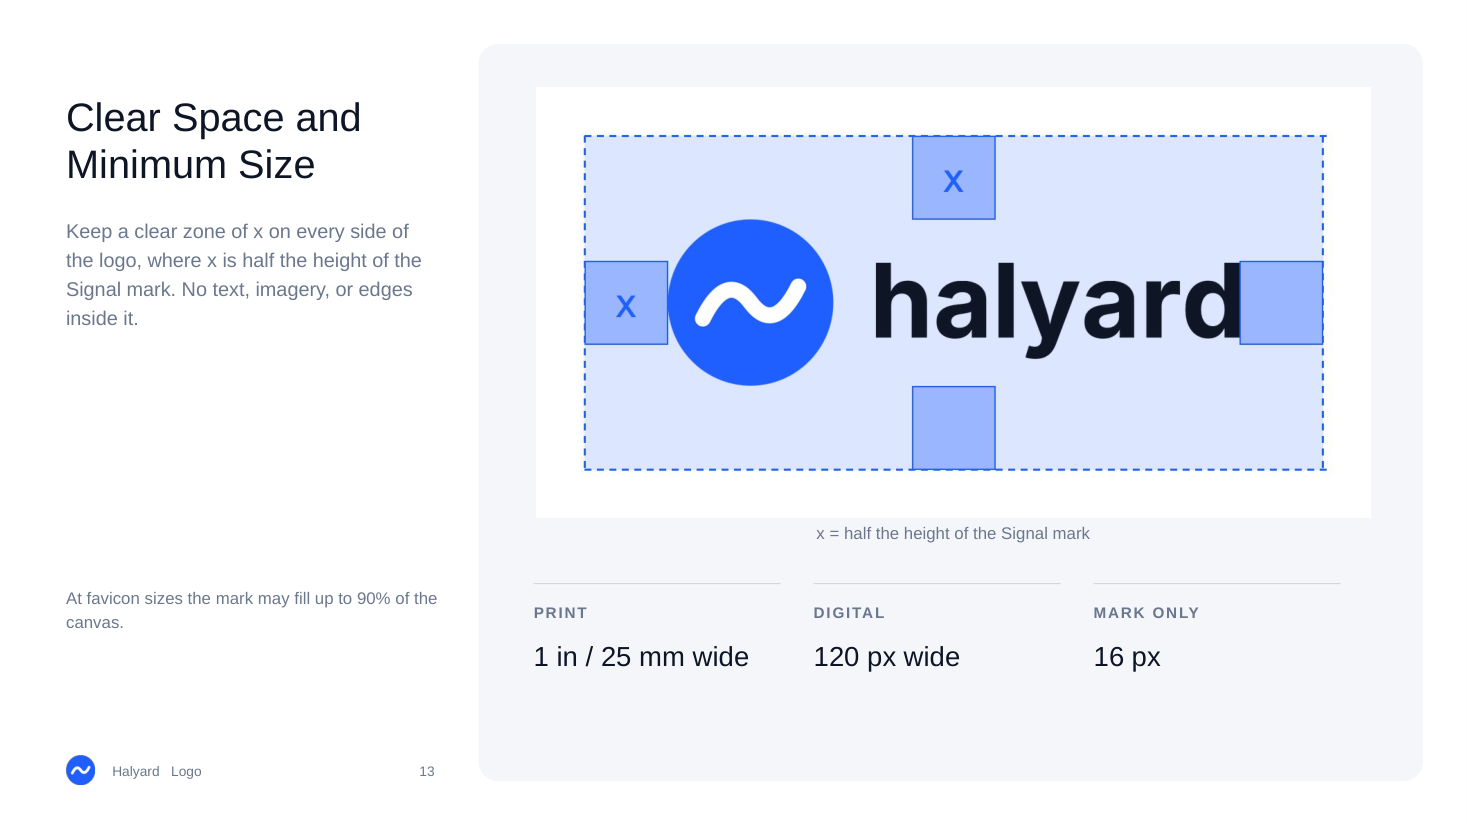 Clear Space and
Minimum Size
Keep a clear zone of x on every side of
the logo, where x is half the height of the
Signal mark. No text, imagery, or edges
inside it.
At favicon sizes the mark may fill up to 90% of the
canvas.
Halyard Logo
13
x
x
halyard
x = half the height of the Signal mark
PRINT
1 in / 25 mm wide
DIGITAL
120 px wide
MARK ONLY
16 px